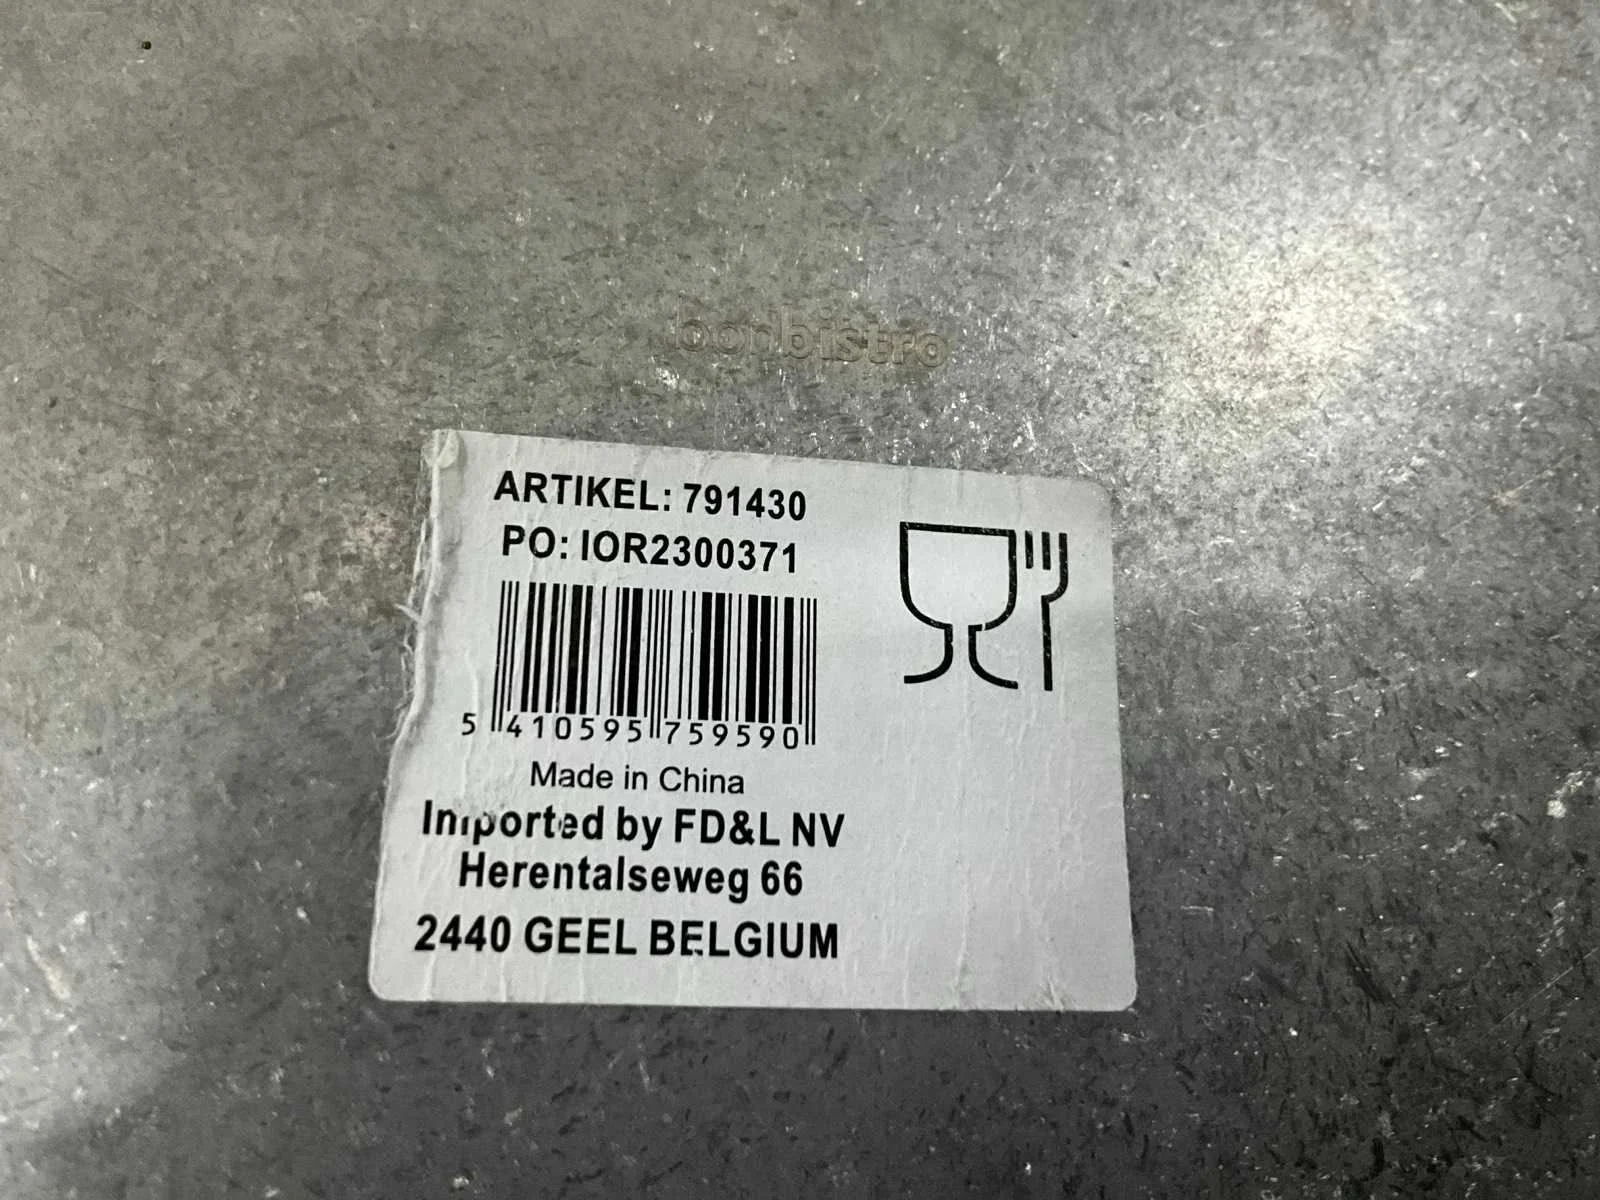 bonbistro
ARTIKEL: 791430
PO: IOR2300371
5 410595 759590
Made in China
Imported by FD&L NV
Herentalseweg 66
2440 GEEL BELGIUM